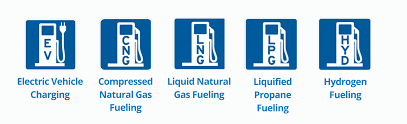 EV
CNG
LNG
LPG
HYD
Electric Vehicle
Charging
Compressed
Natural Gas
Fueling
Liquid Natural
Gas Fueling
Liquified
Propane
Fueling
Hydrogen
Fueling